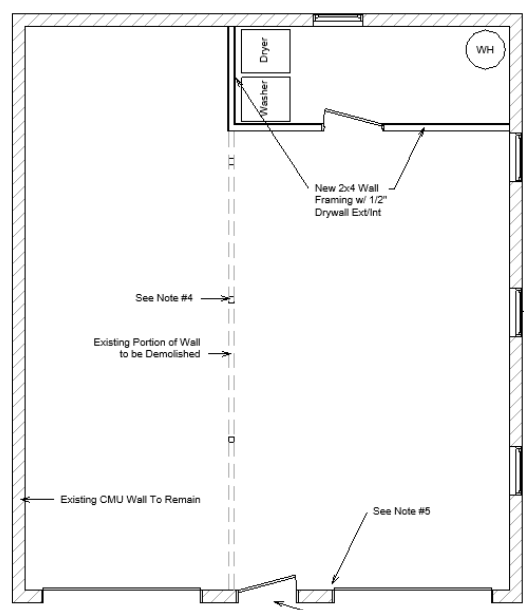 Dryer
WH
Washer
New 2x4 Wall
Framing w/ 1/2"
Drywall Ext/Int
See Note #4
Existing Portion of Wall
to be Demolished
Existing CMU Wall To Remain
See Note #5